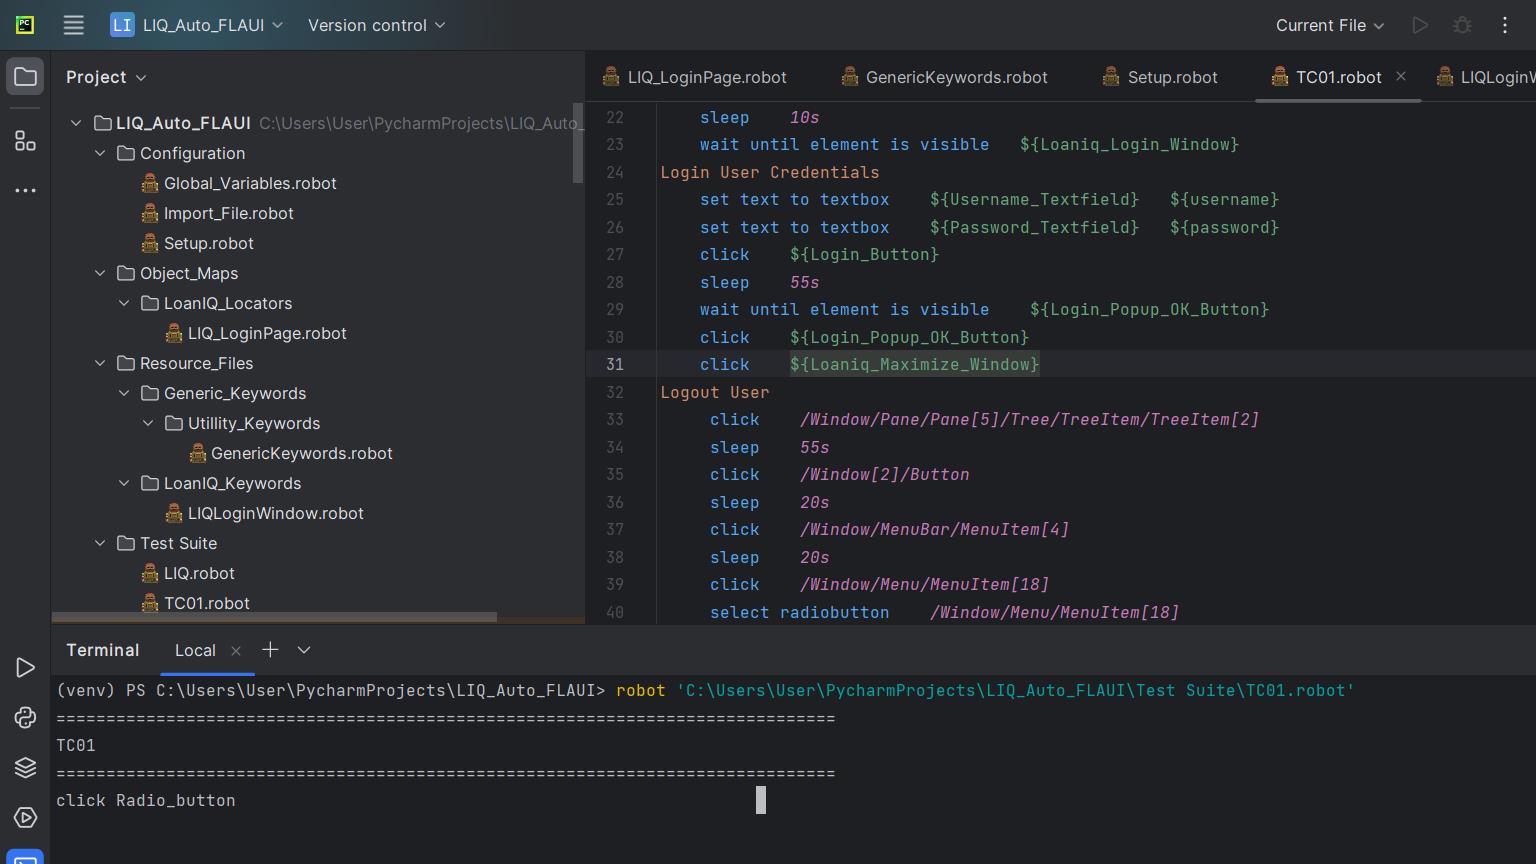 LI LIQ_Auto_FLAUI Version control Current File
Project
LIQ_Auto_FLAUI C:\Users\User\PycharmProjects\LIQ_Auto_
Configuration
Global_Variables.robot
Import_File.robot
Setup.robot
Object_Maps
LoanIQ_Locators
LIQ_LoginPage.robot
Resource_Files
Generic_Keywords
Utillity_Keywords
GenericKeywords.robot
LoanIQ_Keywords
LIQLoginWindow.robot
Test Suite
LIQ.robot
TC01.robot
LIQ_LoginPage.robot GenericKeywords.robot Setup.robot TC01.robot LIQLoginW
22 sleep 10s
23 wait until element is visible ${Loaniq_Login_Window}
24 Login User Credentials
25 set text to textbox ${Username_Textfield} ${username}
26 set text to textbox ${Password_Textfield} ${password}
27 click ${Login_Button}
28 sleep 55s
29 wait until element is visible ${Login_Popup_OK_Button}
30 click ${Login_Popup_OK_Button}
31 click ${Loaniq_Maximize_Window}
32 Logout User
33 click /Window/Pane/Pane[5]/Tree/TreeItem/TreeItem[2]
34 sleep 55s
35 click /Window[2]/Button
36 sleep 20s
37 click /Window/MenuBar/MenuItem[4]
38 sleep 20s
39 click /Window/Menu/MenuItem[18]
40 select radiobutton /Window/Menu/MenuItem[18]
Terminal Local
(venv) PS C:\Users\User\PycharmProjects\LIQ_Auto_FLAUI> robot 'C:\Users\User\PycharmProjects\LIQ_Auto_FLAUI\Test Suite\TC01.robot'
==============================================================================
TC01
==============================================================================
click Radio_button